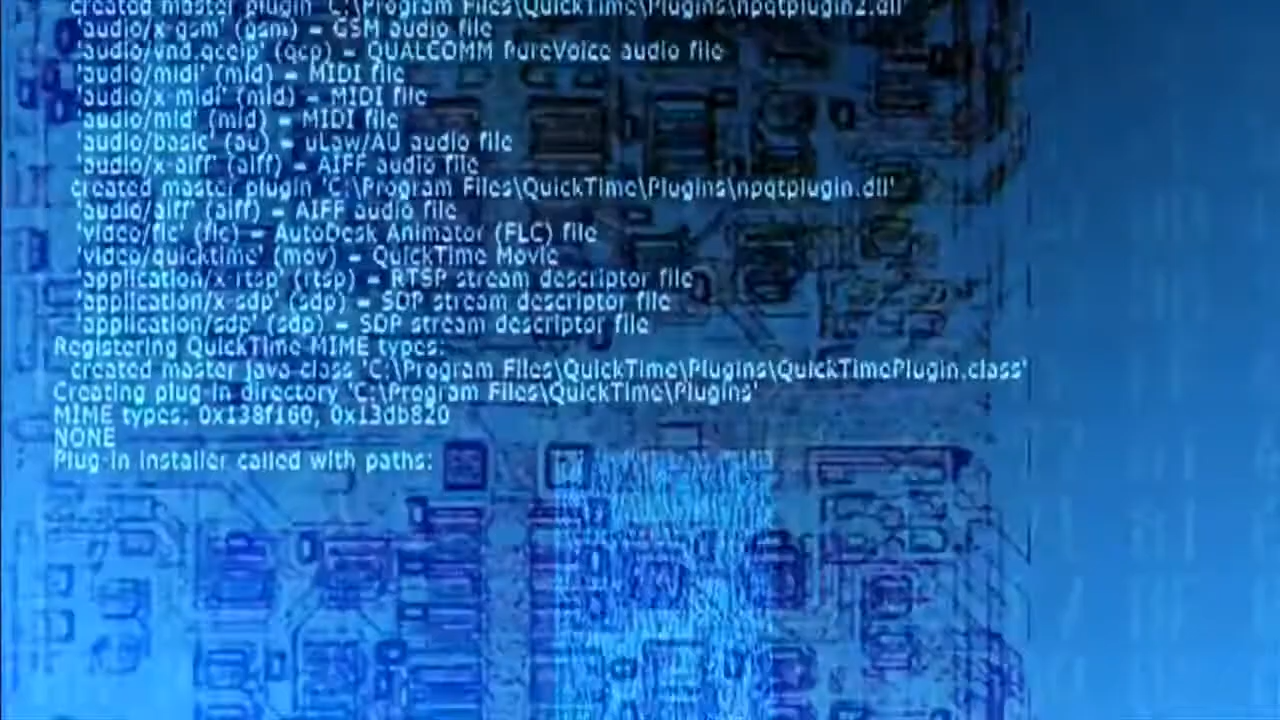 created master plugin 'C:\Program Files\QuickTime\Plugins\npqtplugin2.dll'
'audio/x-gsm' (gsm) = GSM audio file
'audio/vnd.qcelp' (qcp) = QUALCOMM PureVoice audio file
'audio/midi' (mid) = MIDI file
'audio/x-midi' (mid) = MIDI file
'audio/mid' (mid) = MIDI file
'audio/basic' (au) = uLaw/AU audio file
'audio/x-aiff' (aiff) = AIFF audio file
created master plugin 'C:\Program Files\QuickTime\Plugins\npqtplugin.dll'
'audio/aiff' (aiff) = AIFF audio file
'video/flc' (flc) = AutoDesk Animator (FLC) file
'video/quicktime' (mov) = QuickTime Movie
'application/x-rtsp' (rtsp) = RTSP stream descriptor file
'application/x-sdp' (sdp) = SDP stream descriptor file
'application/sdp' (sdp) = SDP stream descriptor file
Registering QuickTime MIME types:
created master java class 'C:\Program Files\QuickTime\Plugins\QuickTimePlugin.class'
Creating plug-in directory 'C:\Program Files\QuickTime\Plugins'
MIME types: 0x138f160, 0x13db820
NONE
Plug-in installer called with paths: